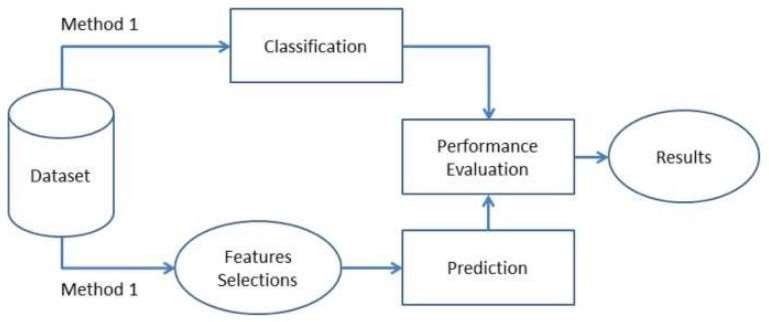 Method 1
Classification
Dataset
Performance
Evaluation
Results
Features
Selections
Prediction
Method 1